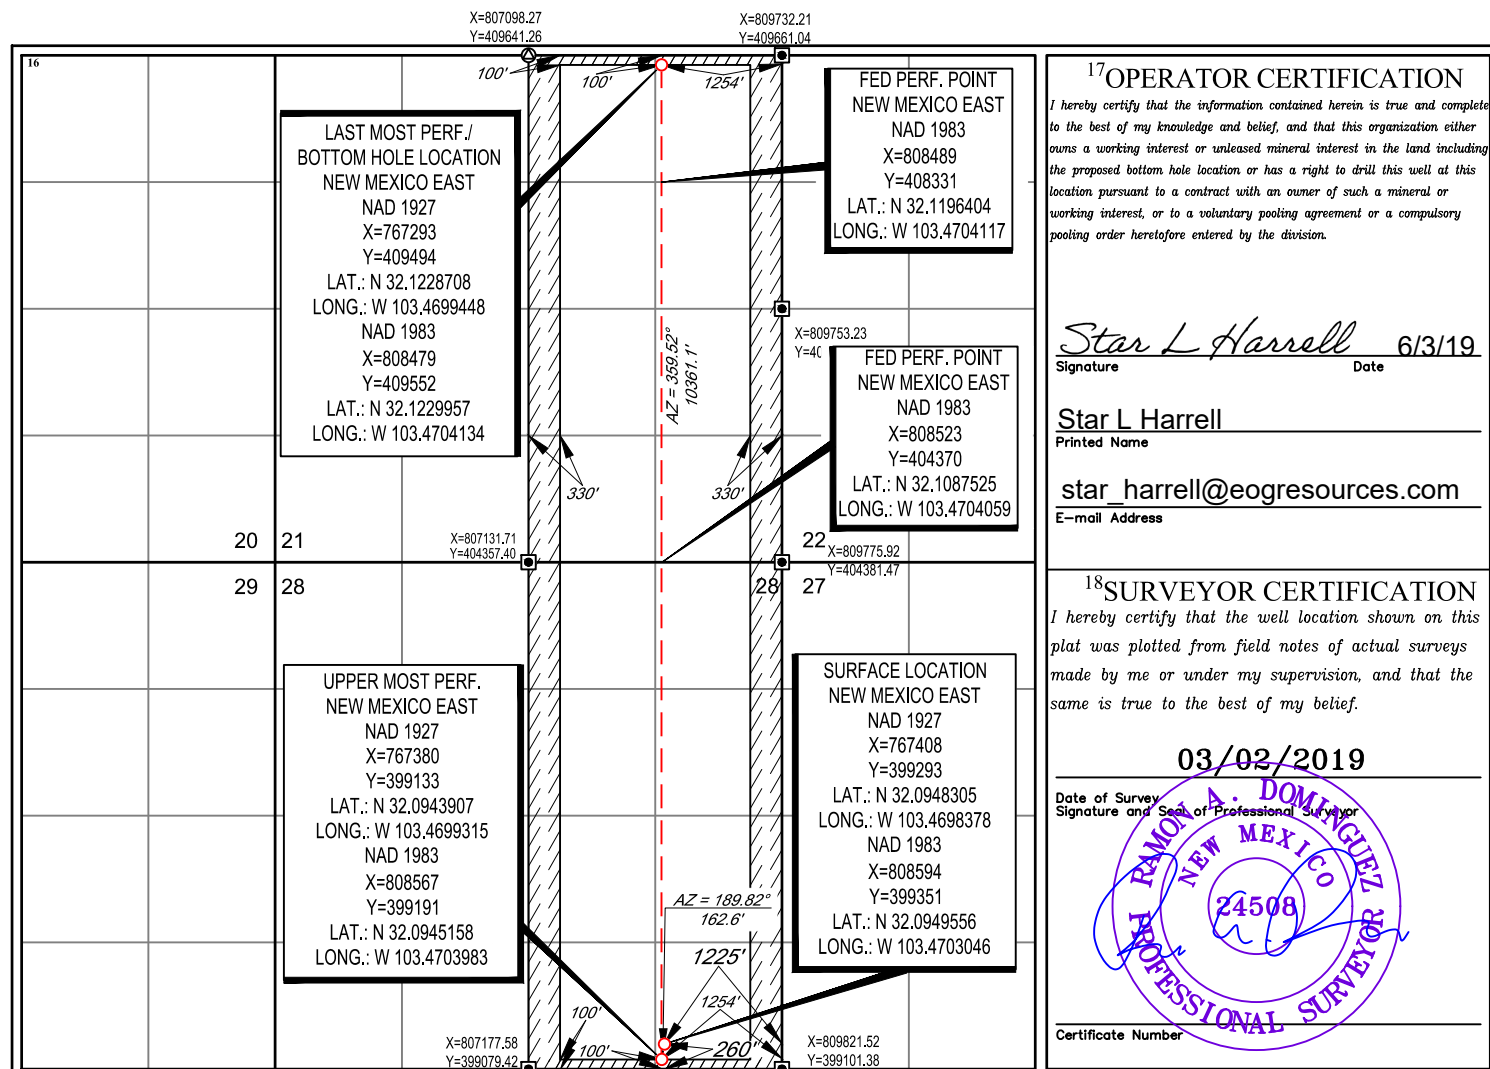 X=807098.27
Y=409641.26
X=809732.21
Y=409661.04
16
100'
100'
1254'
LAST MOST PERF./
BOTTOM HOLE LOCATION
NEW MEXICO EAST
NAD 1927
X=767293
Y=409494
LAT.: N 32.1228708
LONG.: W 103.4699448
NAD 1983
X=808479
Y=409552
LAT.: N 32.1229957
LONG.: W 103.4704134
FED PERF. POINT
NEW MEXICO EAST
NAD 1983
X=808489
Y=408331
LAT.: N 32.1196404
LONG.: W 103.4704117
X=809753.23
Y=40
AZ = 359.52°
10361.1'
FED PERF. POINT
NEW MEXICO EAST
NAD 1983
X=808523
Y=404370
LAT.: N 32.1087525
LONG.: W 103.4704059
330'
330'
20 21
X=807131.71
Y=404357.40
22
X=809775.92
Y=404381.47
29 28
28 27
UPPER MOST PERF.
NEW MEXICO EAST
NAD 1927
X=767380
Y=399133
LAT.: N 32.0943907
LONG.: W 103.4699315
NAD 1983
X=808567
Y=399191
LAT.: N 32.0945158
LONG.: W 103.4703983
SURFACE LOCATION
NEW MEXICO EAST
NAD 1927
X=767408
Y=399293
LAT.: N 32.0948305
LONG.: W 103.4698378
NAD 1983
X=808594
Y=399351
LAT.: N 32.0949556
LONG.: W 103.4703046
AZ = 189.82°
162.6'
1225'
1254'
100'
100'
260'
X=807177.58
Y=399079.42
X=809821.52
Y=399101.38
17 OPERATOR CERTIFICATION
I hereby certify that the information contained herein is true and complete
to the best of my knowledge and belief, and that this organization either
owns a working interest or unleased mineral interest in the land including
the proposed bottom hole location or has a right to drill this well at this
location pursuant to a contract with an owner of such a mineral or
working interest, or to a voluntary pooling agreement or a compulsory
pooling order heretofore entered by the division.
Star L Harrell 6/3/19
Signature Date
Star L Harrell
Printed Name
star_harrell@eogresources.com
E-mail Address
18 SURVEYOR CERTIFICATION
I hereby certify that the well location shown on this
plat was plotted from field notes of actual surveys
made by me or under my supervision, and that the
same is true to the best of my belief.
03/02/2019
Date of Survey
Signature and Seal of Professional Surveyor
RAMON A. DOMINGUEZ
NEW MEXICO
24508
PROFESSIONAL SURVEYOR
Certificate Number